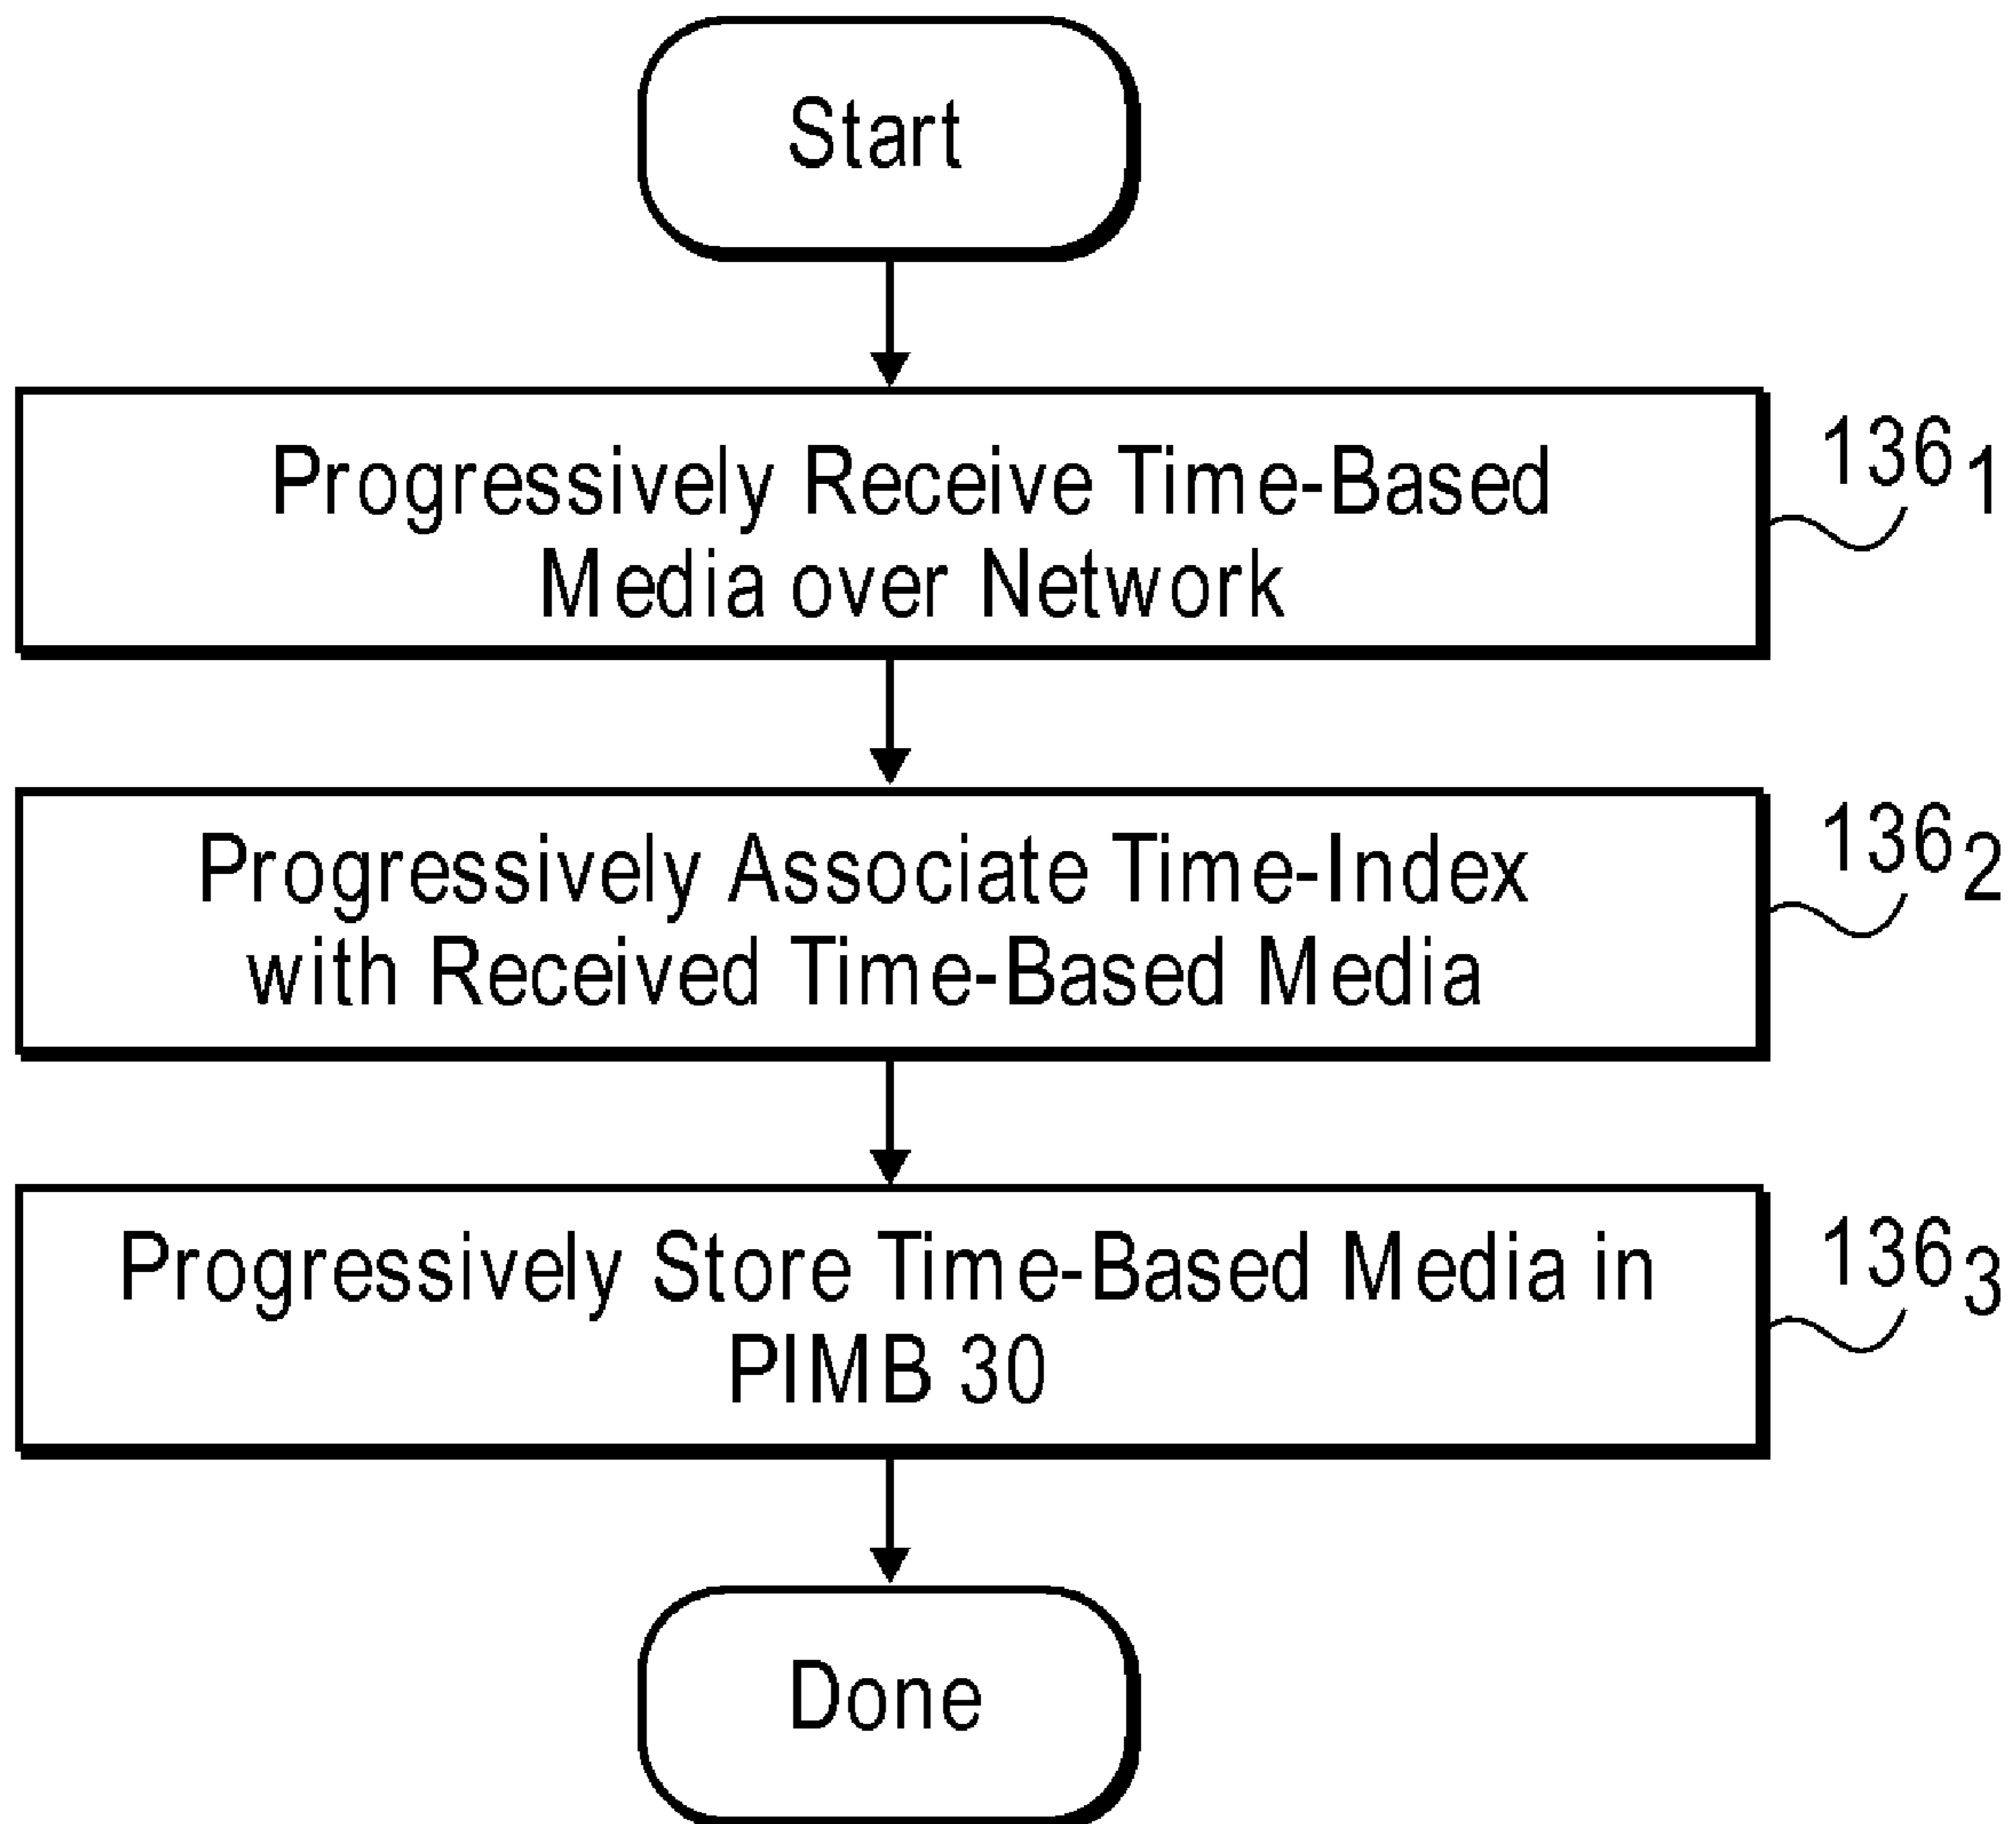 Start
Progressively Receive Time-Based
Media over Network
136₁
Progressively Associate Time-Index
with Received Time-Based Media
136₂
Progressively Store Time-Based Media in
PIMB 30
136₃
Done